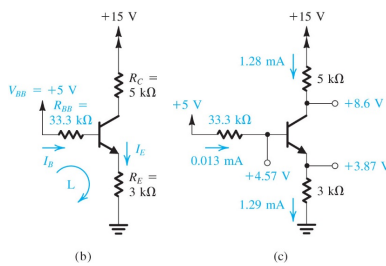 +15 V
R_C =
5 kΩ
V_BB = +5 V
R_BB =
33.3 kΩ
I_B
I_E
L
R_E =
3 kΩ
(b)
+15 V
1.28 mA
5 kΩ
+8.6 V
+5 V
33.3 kΩ
0.013 mA
+4.57 V
+3.87 V
1.29 mA
3 kΩ
(c)